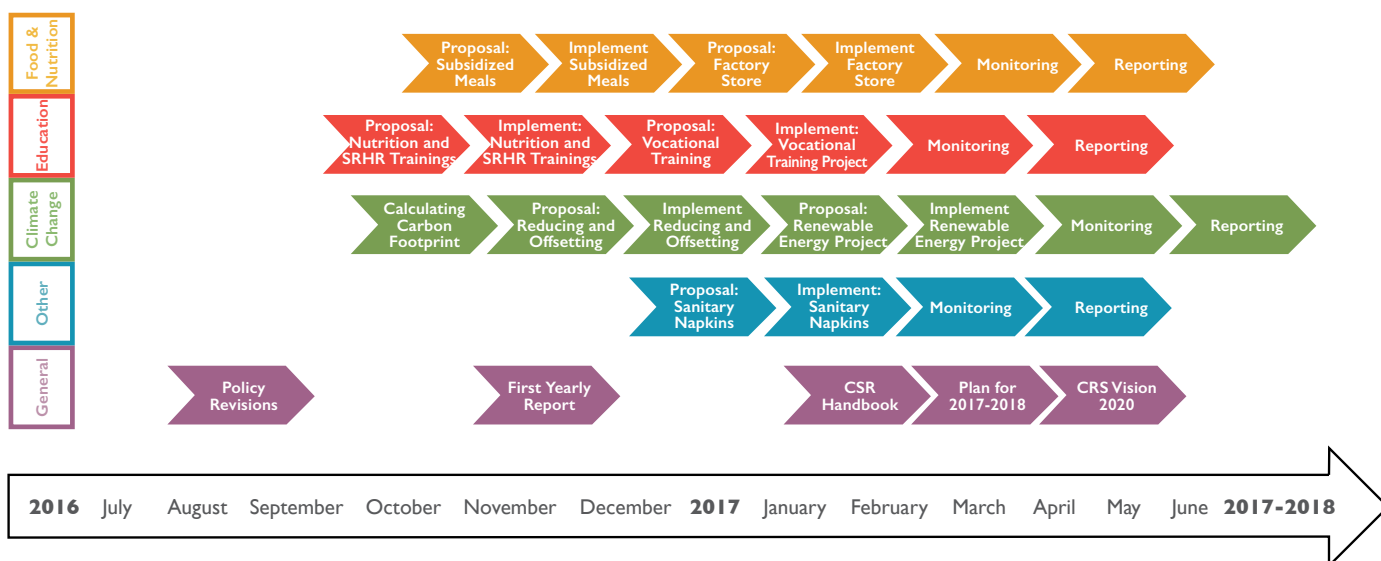 Food &
Nutrition
Proposal:
Subsidized
Meals
Implement
Subsidized
Meals
Proposal:
Factory
Store
Implement
Factory
Store
Monitoring
Reporting
Education
Proposal:
Nutrition and
SRHR Trainings
Implement:
Nutrition and
SRHR Trainings
Proposal:
Vocational
Training
Implement:
Vocational
Training Project
Monitoring
Reporting
Climate
Change
Calculating
Carbon
Footprint
Proposal:
Reducing and
Offsetting
Implement
Reducing and
Offsetting
Proposal:
Renewable
Energy Project
Implement
Renewable
Energy Project
Monitoring
Reporting
Other
Proposal:
Sanitary
Napkins
Implement:
Sanitary
Napkins
Monitoring
Reporting
General
Policy
Revisions
First Yearly
Report
CSR
Handbook
Plan for
2017-2018
CRS Vision
2020
2016 July August September October November December 2017 January February March April May June 2017-2018